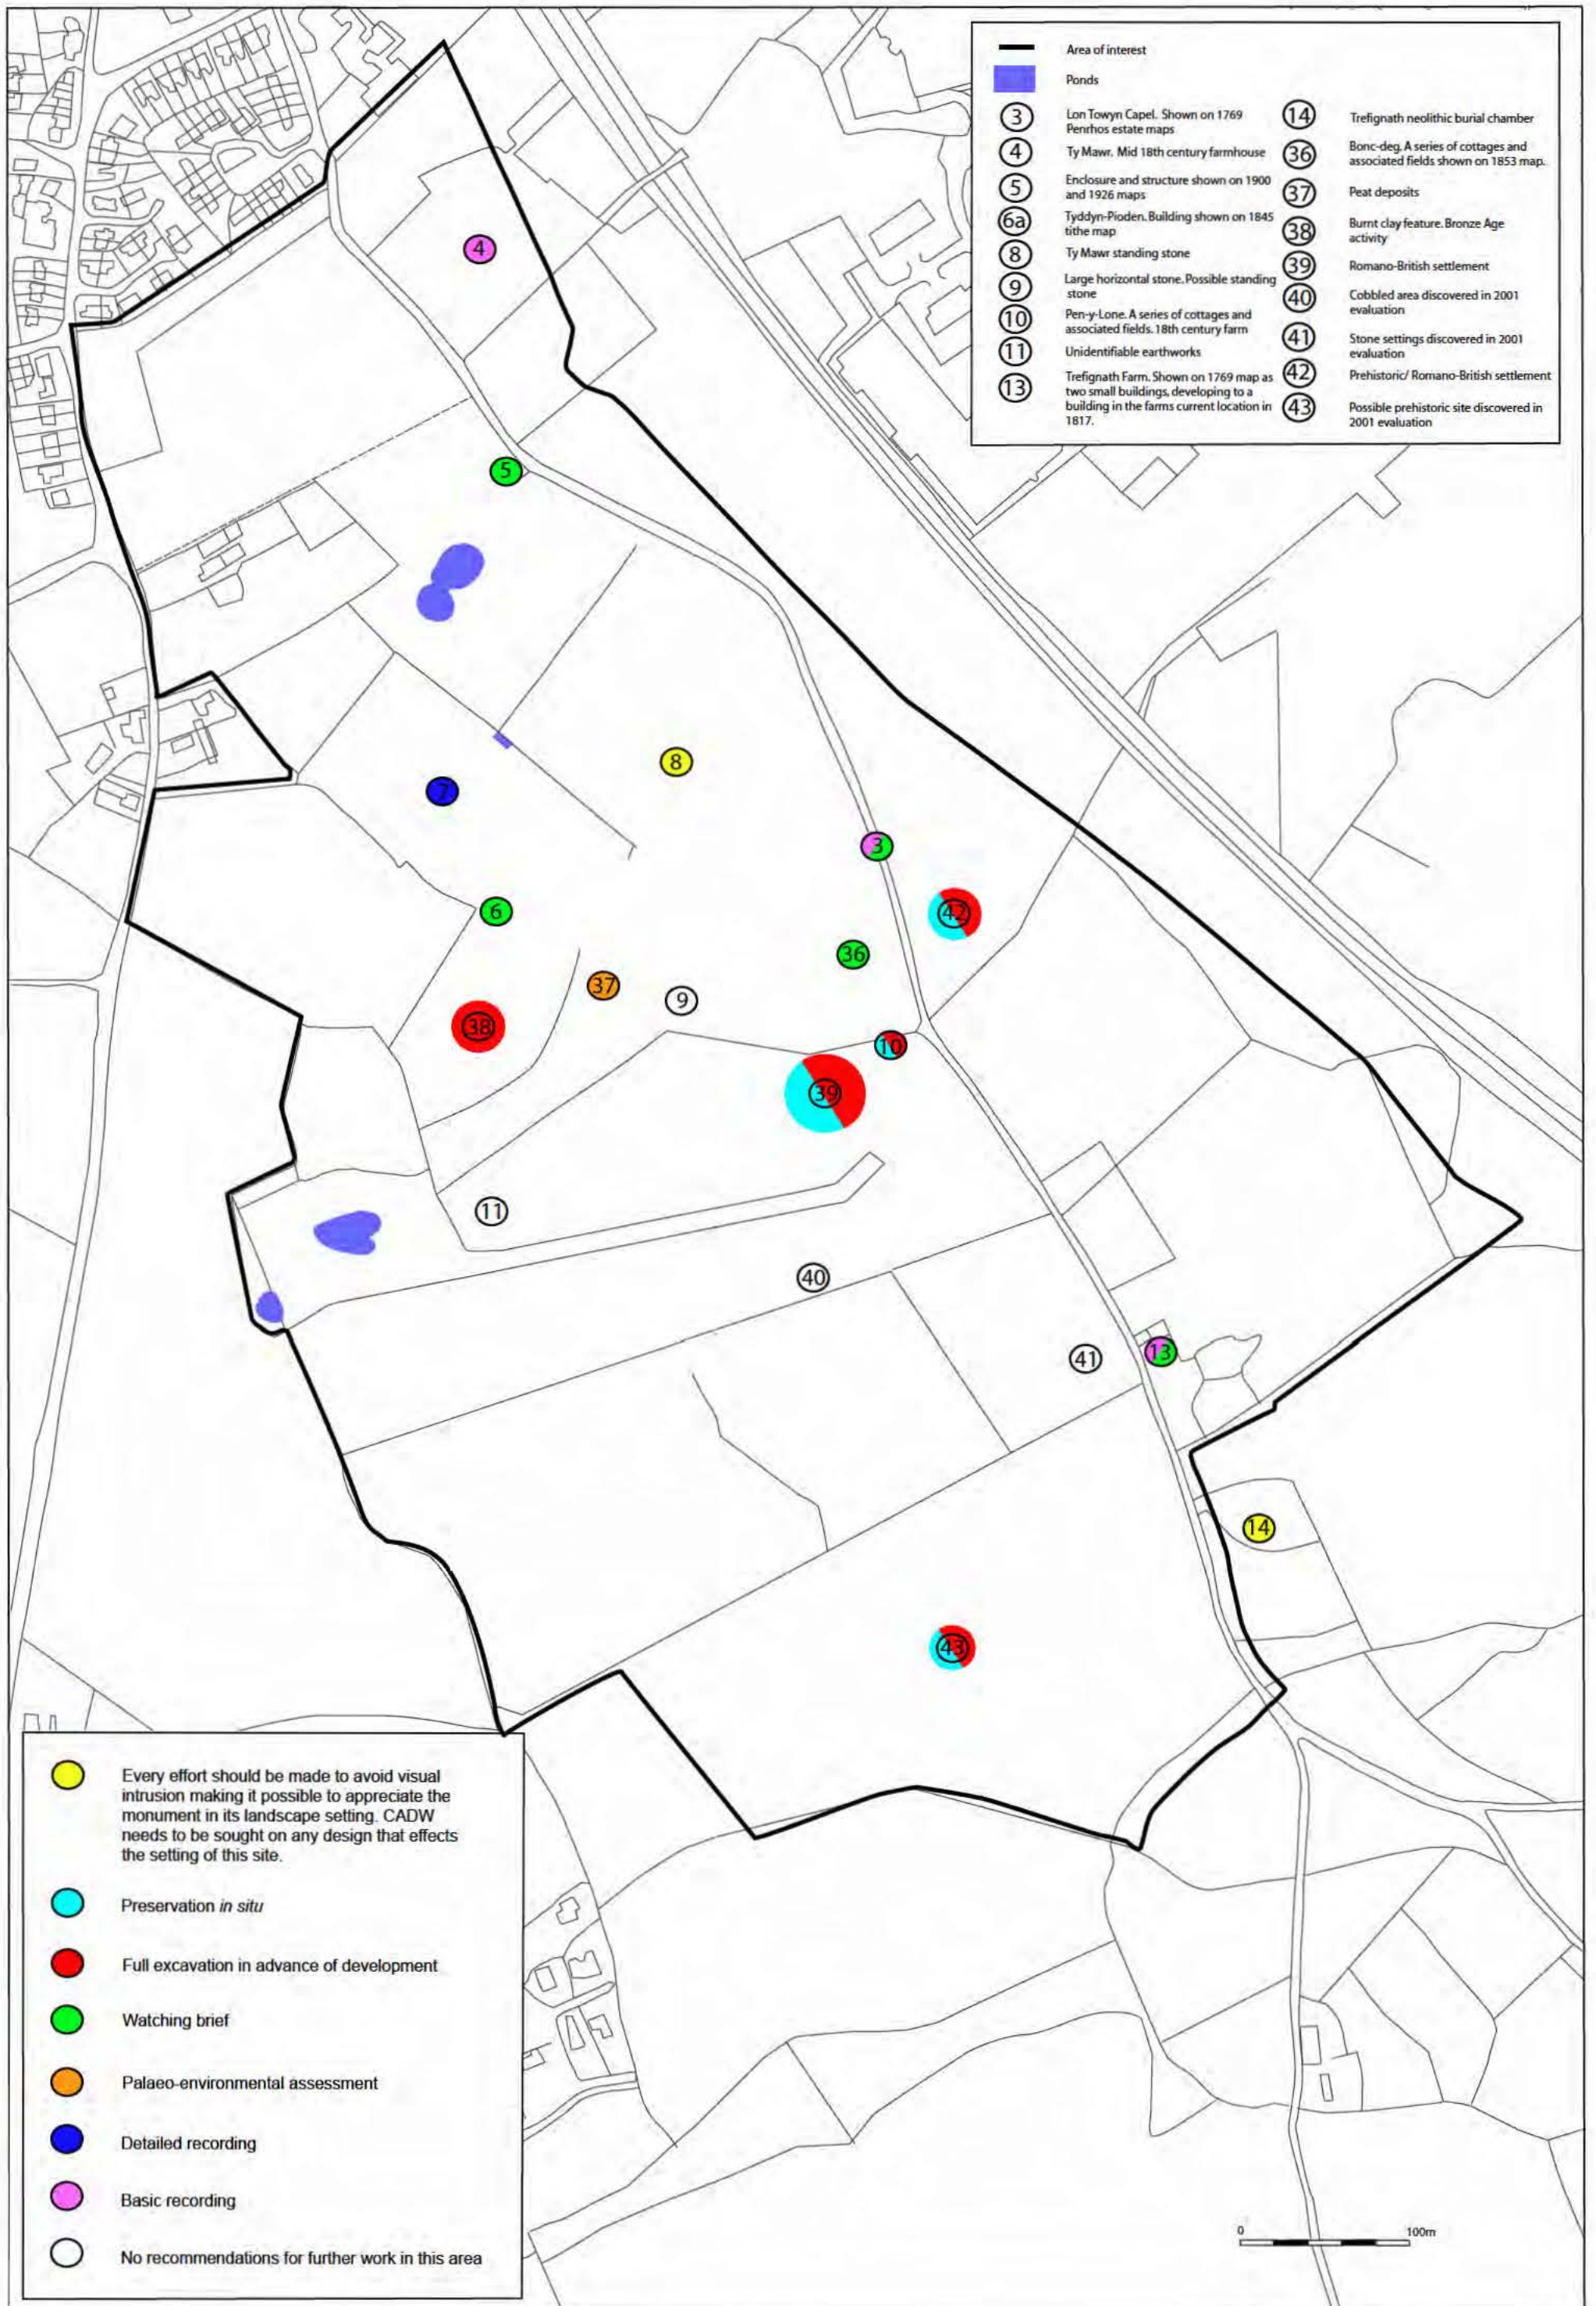 Area of interest
Ponds
3 Lon Towyn Capel. Shown on 1769
Penrhos estate maps
4 Ty Mawr. Mid 18th century farmhouse
5 Enclosure and structure shown on 1900
and 1926 maps
6a Tyddyn-Pioden. Building shown on 1845
tithe map
8 Ty Mawr standing stone
9 Large horizontal stone. Possible standing
stone
10 Pen-y-Lone. A series of cottages and
associated fields. 18th century farm
11 Unidentifiable earthworks
13 Trefignath Farm. Shown on 1769 map as
two small buildings, developing to a
building in the farms current location in
1817.
14 Trefignath neolithic burial chamber
36 Bonc-deg. A series of cottages and
associated fields shown on 1853 map.
37 Peat deposits
38 Burnt clay feature. Bronze Age
activity
39 Romano-British settlement
40 Cobbled area discovered in 2001
evaluation
41 Stone settings discovered in 2001
evaluation
42 Prehistoric/ Romano-British settlement
43 Possible prehistoric site discovered in
2001 evaluation
4
5
8
7
3
6
42
36
37
9
38
10
39
11
40
41
13
14
43
Every effort should be made to avoid visual
intrusion making it possible to appreciate the
monument in its landscape setting. CADW
needs to be sought on any design that effects
the setting of this site.
Preservation in situ
Full excavation in advance of development
Watching brief
Palaeo-environmental assessment
Detailed recording
Basic recording
No recommendations for further work in this area
0 100m